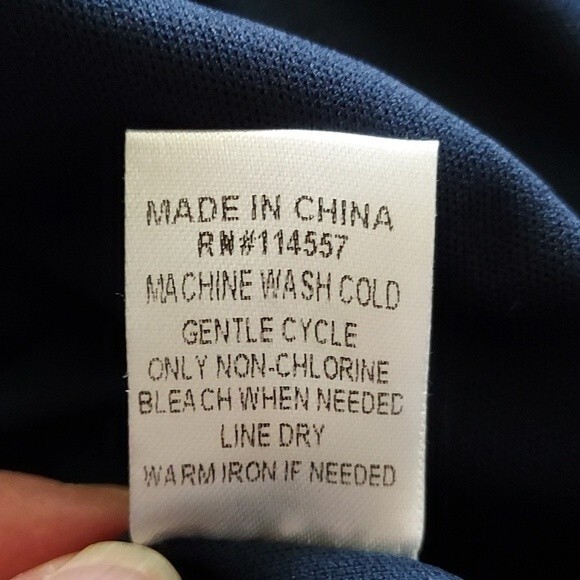 MADE IN CHINA
RN#114557
MACHINE WASH COLD
GENTLE CYCLE
ONLY NON-CHLORINE
BLEACH WHEN NEEDED
LINE DRY
WARM IRON IF NEEDED